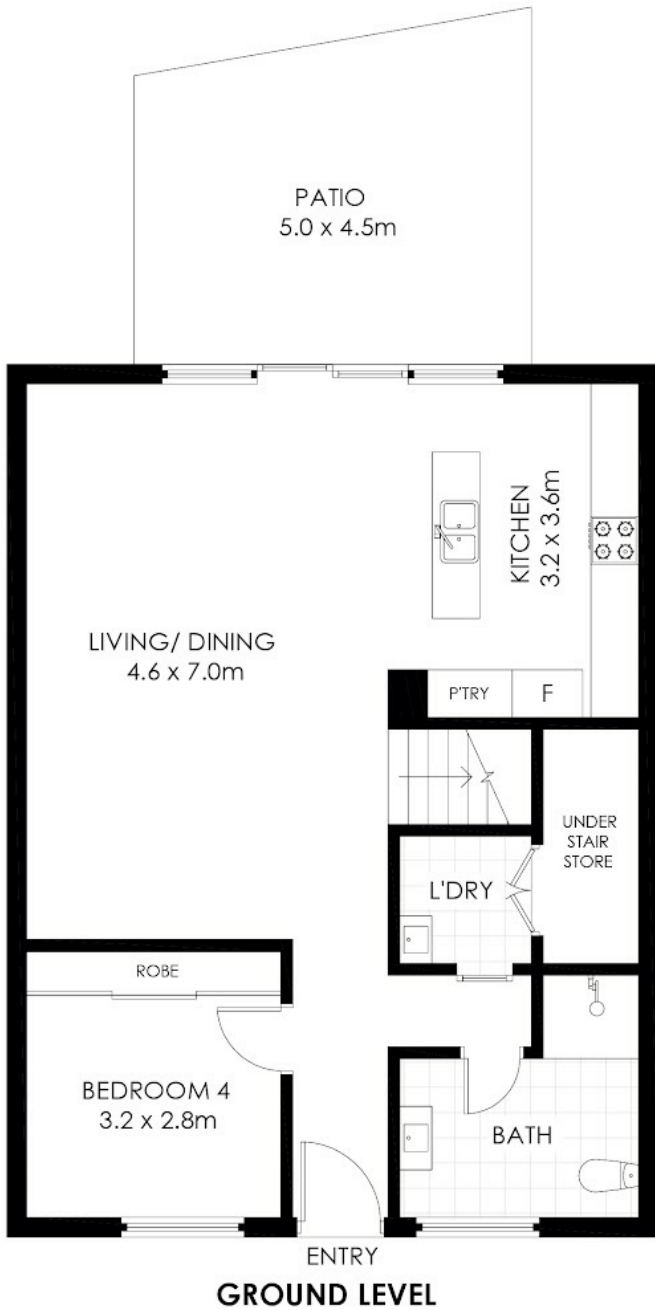 PATIO
5.0 x 4.5m
KITCHEN
3.2 x 3.6m
LIVING/ DINING
4.6 x 7.0m
P'TRY
F
UNDER
STAIR
STORE
L'DRY
ROBE
BEDROOM 4
3.2 x 2.8m
BATH
ENTRY
GROUND LEVEL